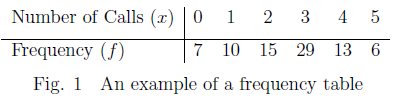 Number of Calls (x) 0 1 2 3 4 5
Frequency (f) 7 10 15 29 13 6
Fig. 1 An example of a frequency table